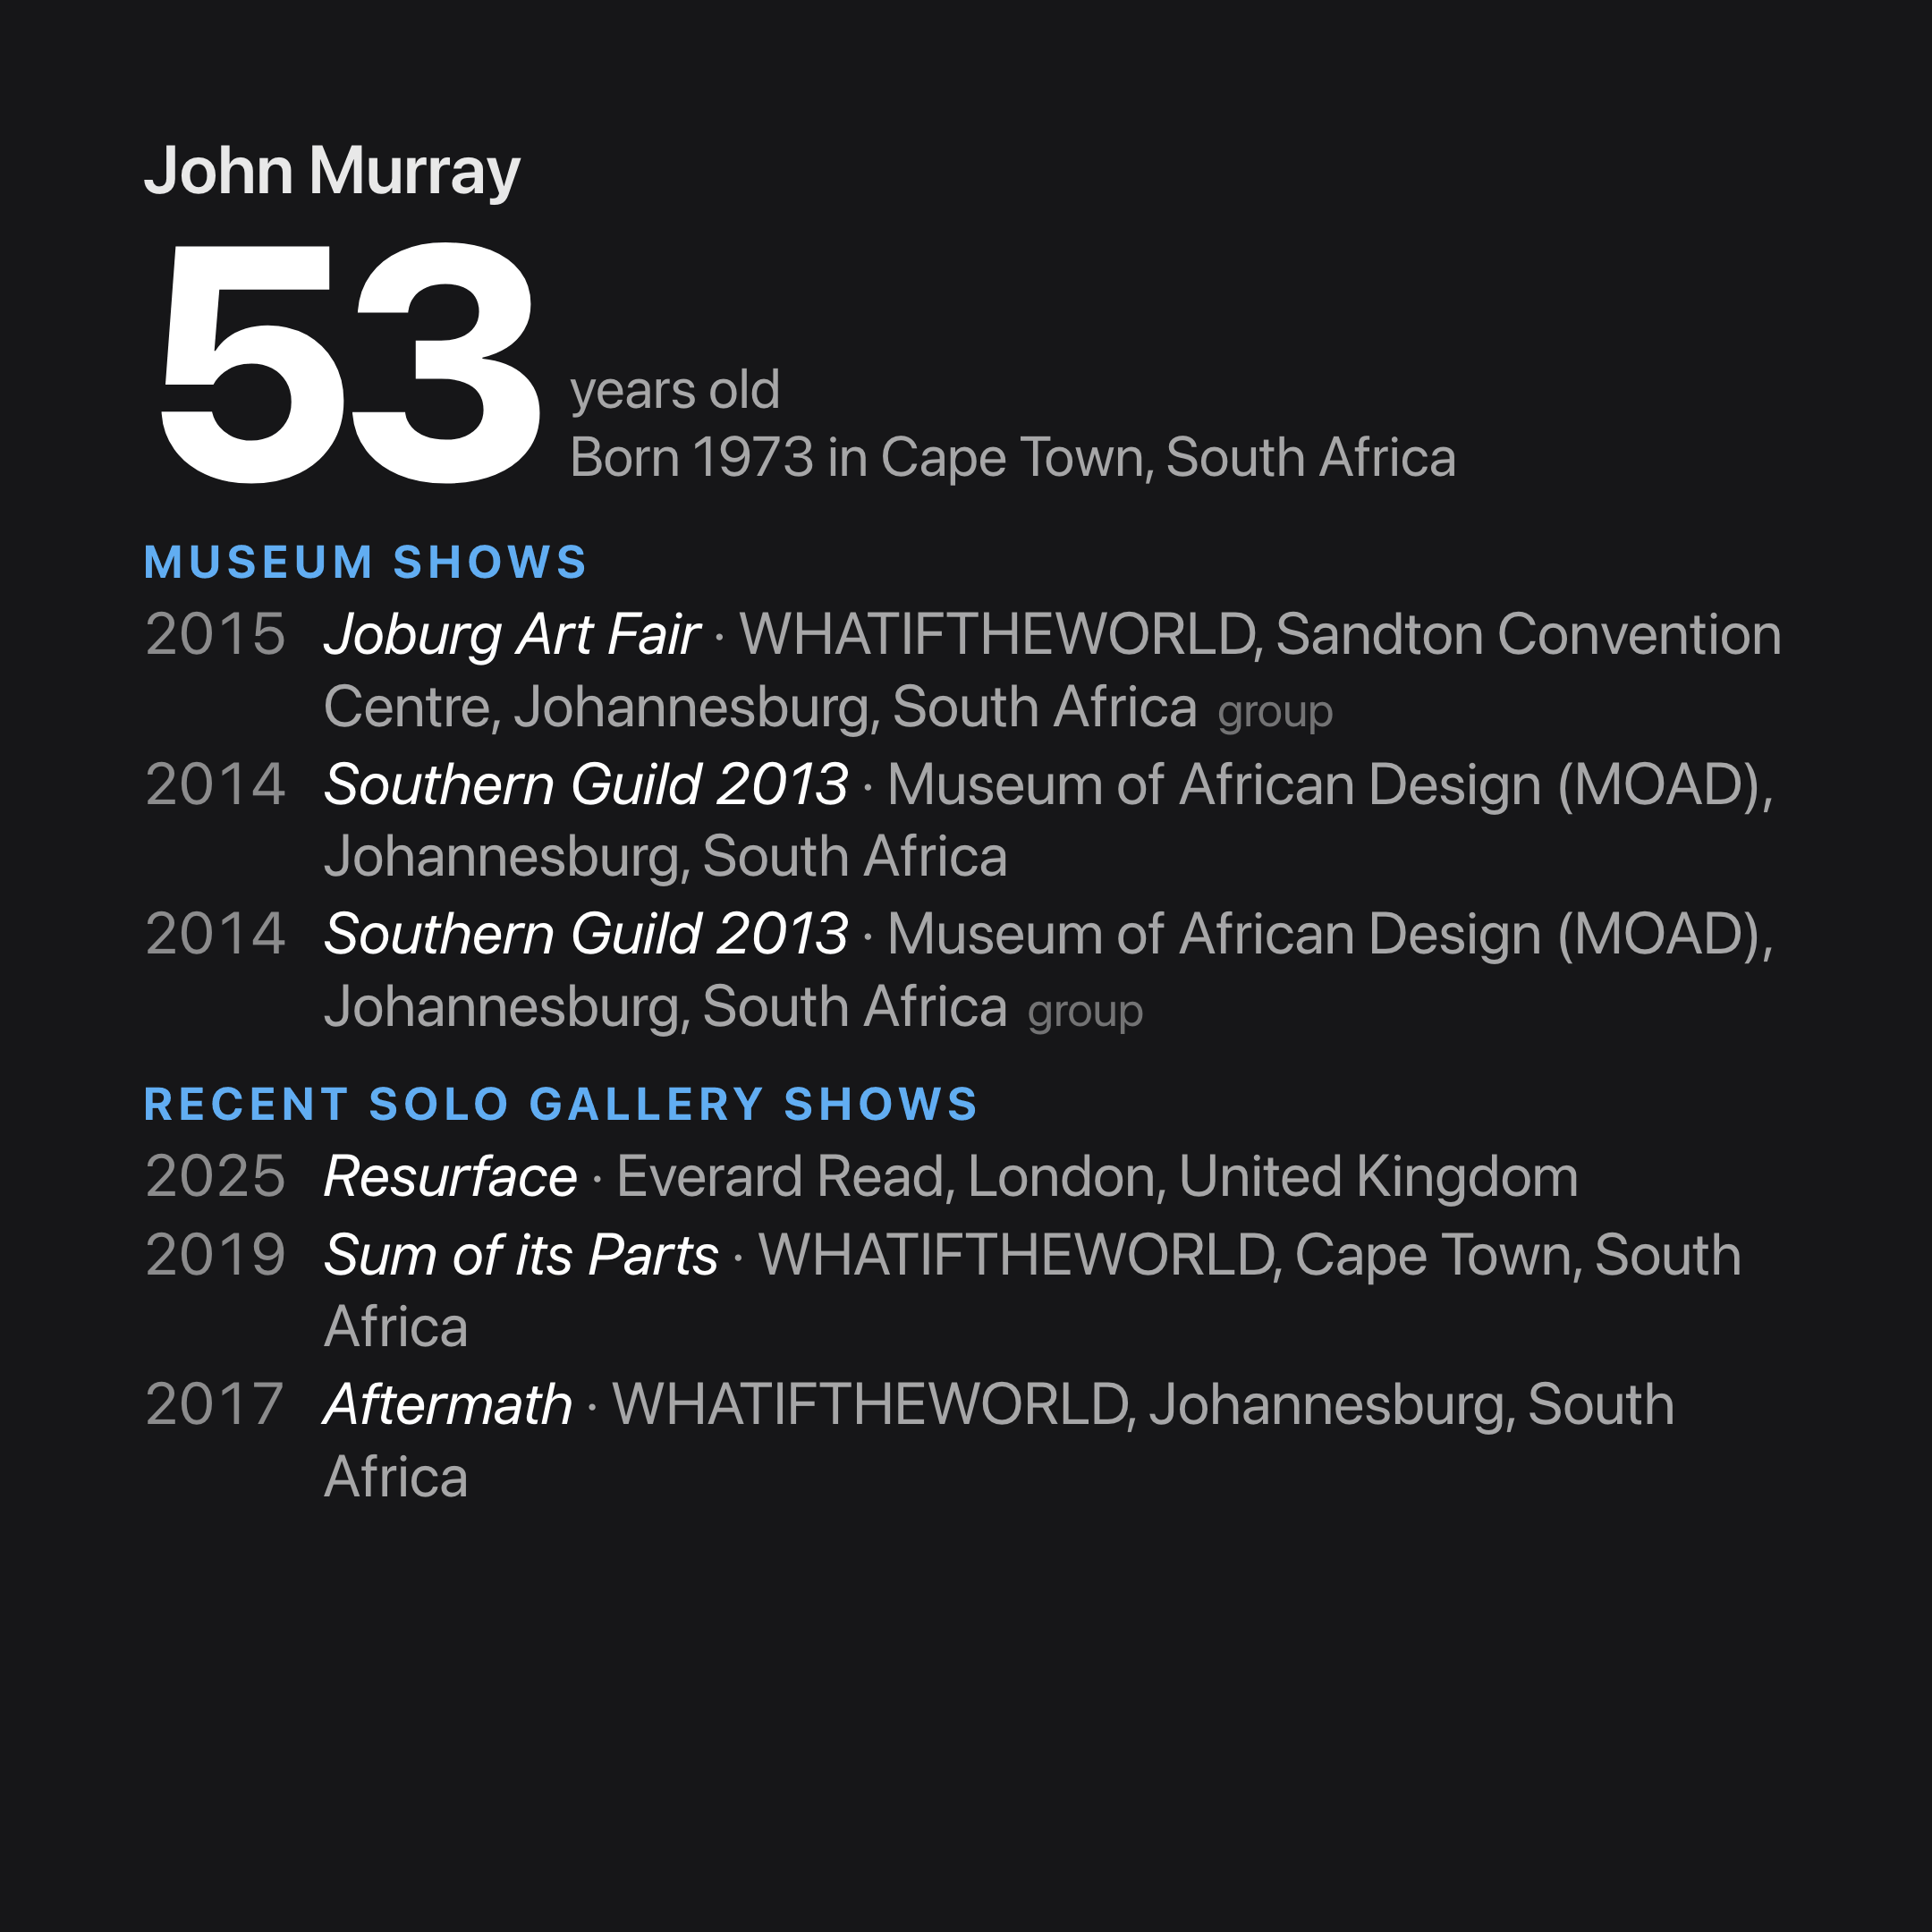 John Murray
53
years old
Born 1973 in Cape Town, South Africa
MUSEUM SHOWS
2015 Joburg Art Fair · WHATIFTHEWORLD, Sandton Convention
Centre, Johannesburg, South Africa group
2014 Southern Guild 2013 · Museum of African Design (MOAD),
Johannesburg, South Africa
2014 Southern Guild 2013 · Museum of African Design (MOAD),
Johannesburg, South Africa group
RECENT SOLO GALLERY SHOWS
2025 Resurface · Everard Read, London, United Kingdom
2019 Sum of its Parts · WHATIFTHEWORLD, Cape Town, South
Africa
2017 Aftermath · WHATIFTHEWORLD, Johannesburg, South
Africa